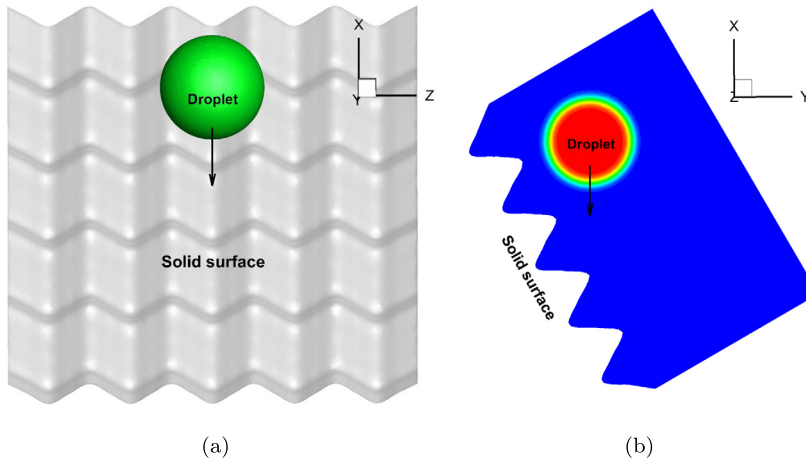 X
Droplet
Y
Z
Solid surface
(a)
X
Z
Y
Droplet
Solid surface
(b)